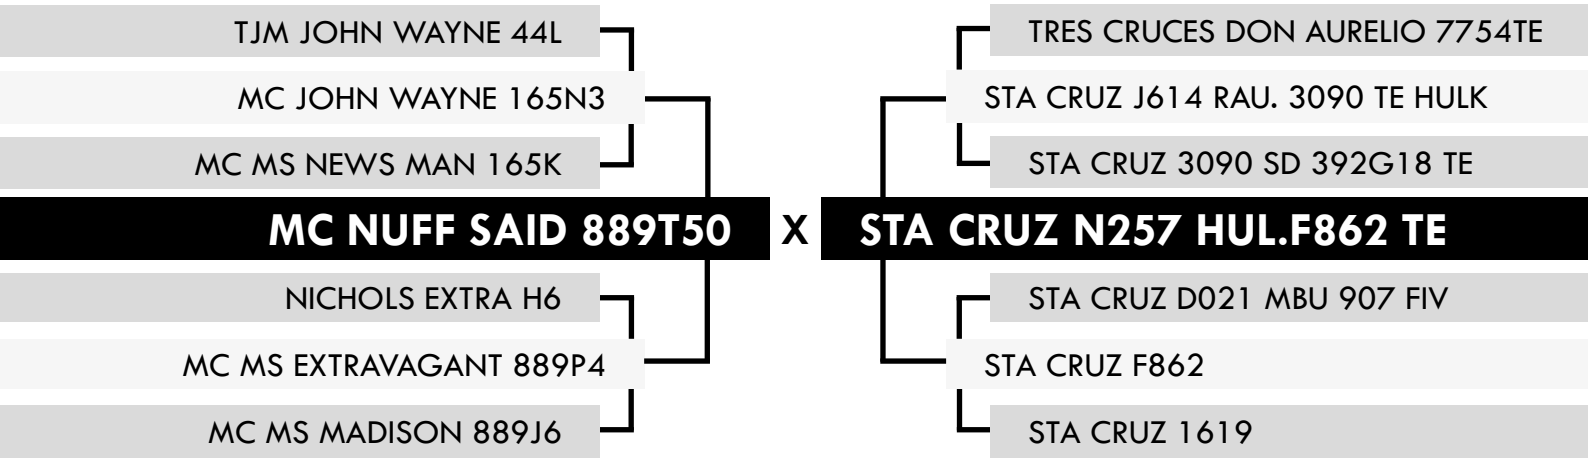 TJM JOHN WAYNE 44L
MC JOHN WAYNE 165N3
MC MS NEWS MAN 165K
MC NUFF SAID 889T50
NICHOLS EXTRA H6
MC MS EXTRAVAGANT 889P4
MC MS MADISON 889J6
X
TRES CRUCES DON AURELIO 7754TE
STA CRUZ J614 RAU. 3090 TE HULK
STA CRUZ 3090 SD 392G18 TE
STA CRUZ N257 HUL.F862 TE
STA CRUZ D021 MBU 907 FIV
STA CRUZ F862
STA CRUZ 1619